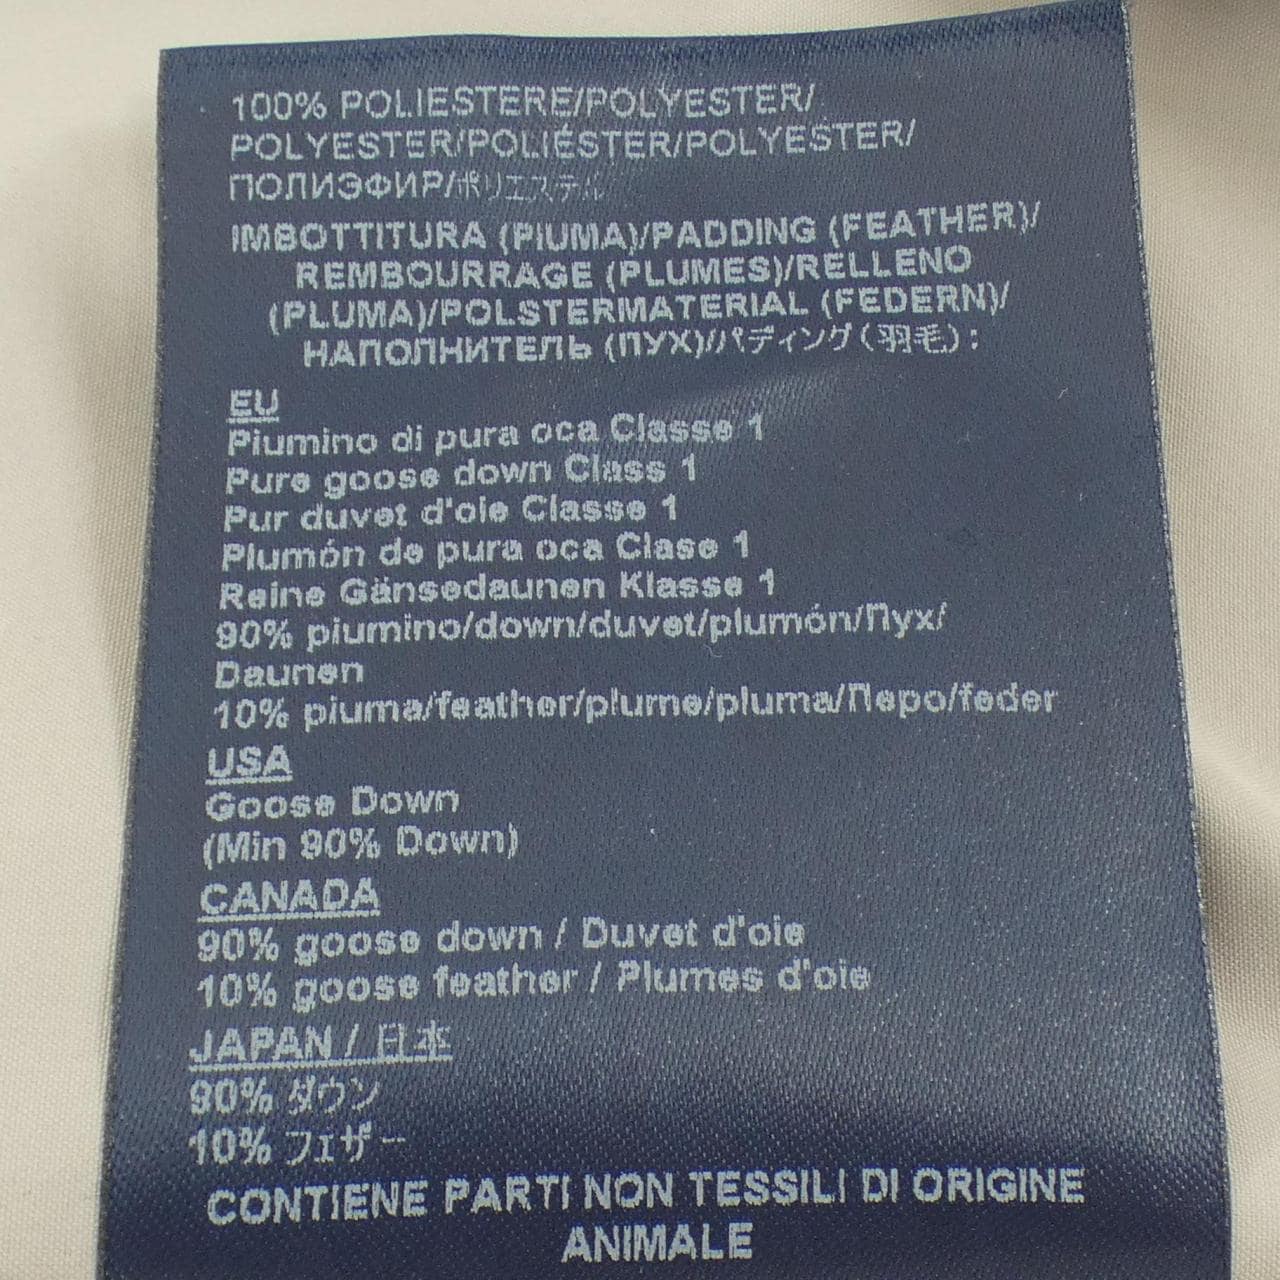 100% POLIESTERE/POLYESTER/
POLYESTER/POLIÉSTER/POLYESTER/
ПОЛИЭФИР/ポリエステル
IMBOTTITURA (PIUMA)/PADDING (FEATHER)/
REMBOURRAGE (PLUMES)/RELLENO
(PLUMA)/POLSTERMATERIAL (FEDERN)/
НАПОЛНИТЕЛЬ (ПУХ)/パディング(羽毛):
EU
Piumino di pura oca Classe 1
Pure goose down Class 1
Pur duvet d'oie Classe 1
Plumón de pura oca Clase 1
Reine Gänsedaunen Klasse 1
90% piumino/down/duvet/plumón/Пух/
Daunen
10% piuma/feather/plume/pluma/Перо/feder
USA
Goose Down
(Min 90% Down)
CANADA
90% goose down / Duvet d'oie
10% goose feather / Plumes d'oie
JAPAN / 日本
90% ダウン
10% フェザー
CONTIENE PARTI NON TESSILI DI ORIGINE
ANIMALE